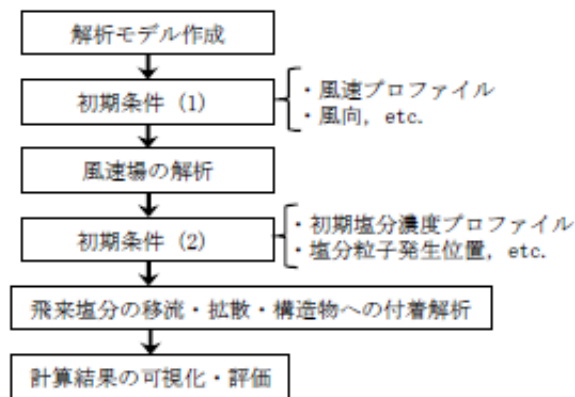 解析モデル作成
初期条件 (1)
・風速プロファイル
・風向, etc.
風速場の解析
初期条件 (2)
・初期塩分濃度プロファイル
・塩分粒子発生位置, etc.
飛来塩分の移流・拡散・構造物への付着解析
計算結果の可視化・評価